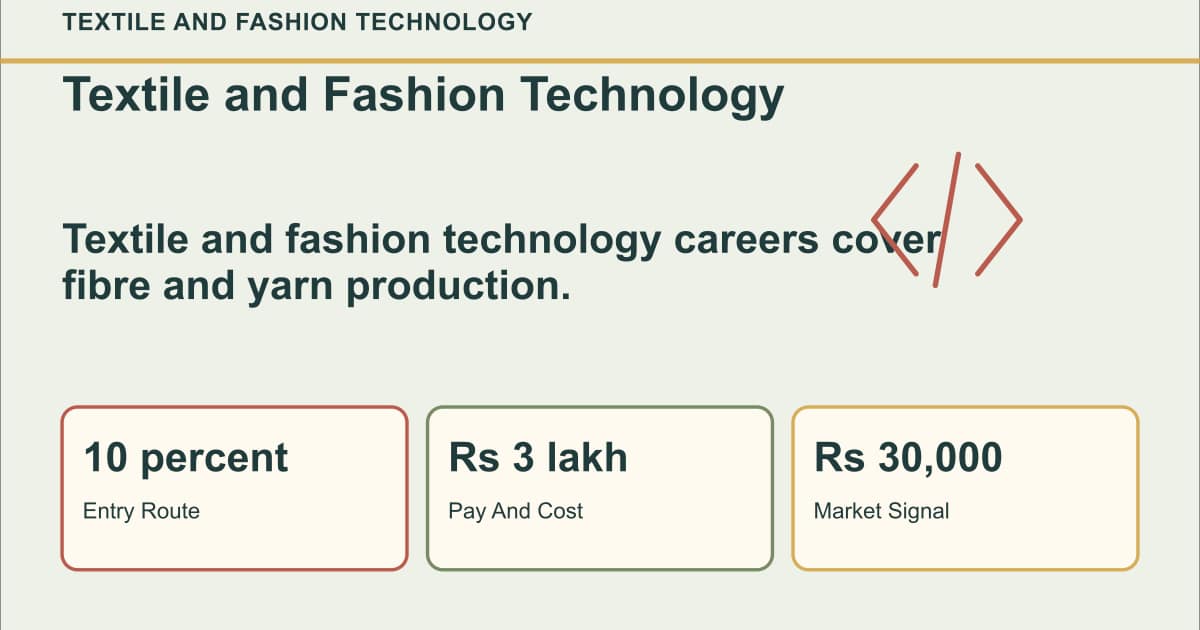 TEXTILE AND FASHION TECHNOLOGY
Textile and Fashion Technology
Textile and fashion technology careers cover
fibre and yarn production.
10 percent
Entry Route
Rs 3 lakh
Pay And Cost
Rs 30,000
Market Signal